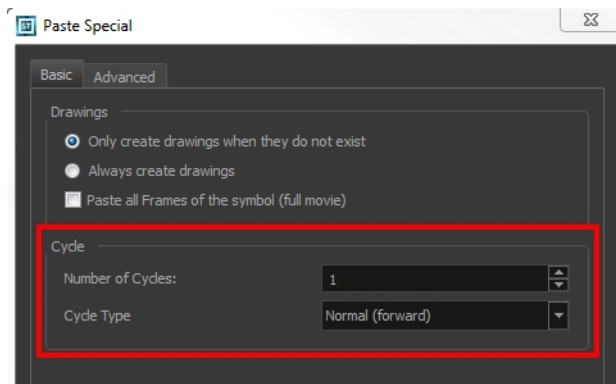 Paste Special
Basic Advanced
Drawings
Only create drawings when they do not exist
Always create drawings
Paste all Frames of the symbol (full movie)
Cycle
Number of Cycles: 1
Cycle Type Normal (forward)